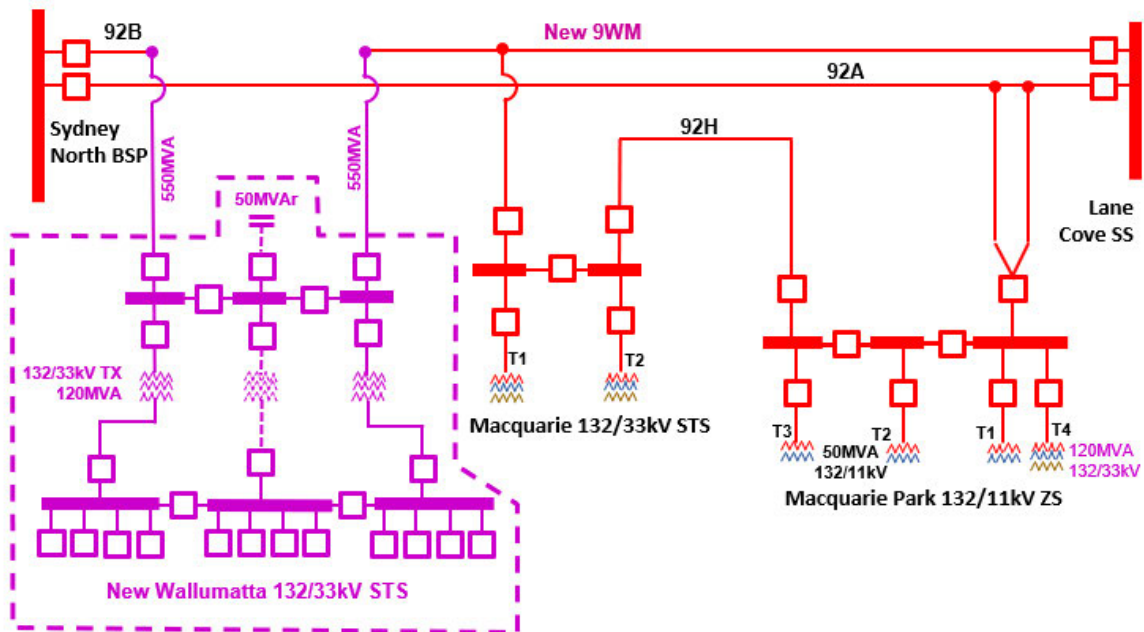 92B
New 9WM
92A
Sydney
North BSP
92H
550MVA
550MVA
50MVAr
Lane
Cove SS
132/33kV TX
120MVA
T1
T2
Macquarie 132/33kV STS
T3
50MVA
132/11kV
T2
T1
T4
120MVA
132/33kV
Macquarie Park 132/11kV ZS
New Wallumatta 132/33kV STS